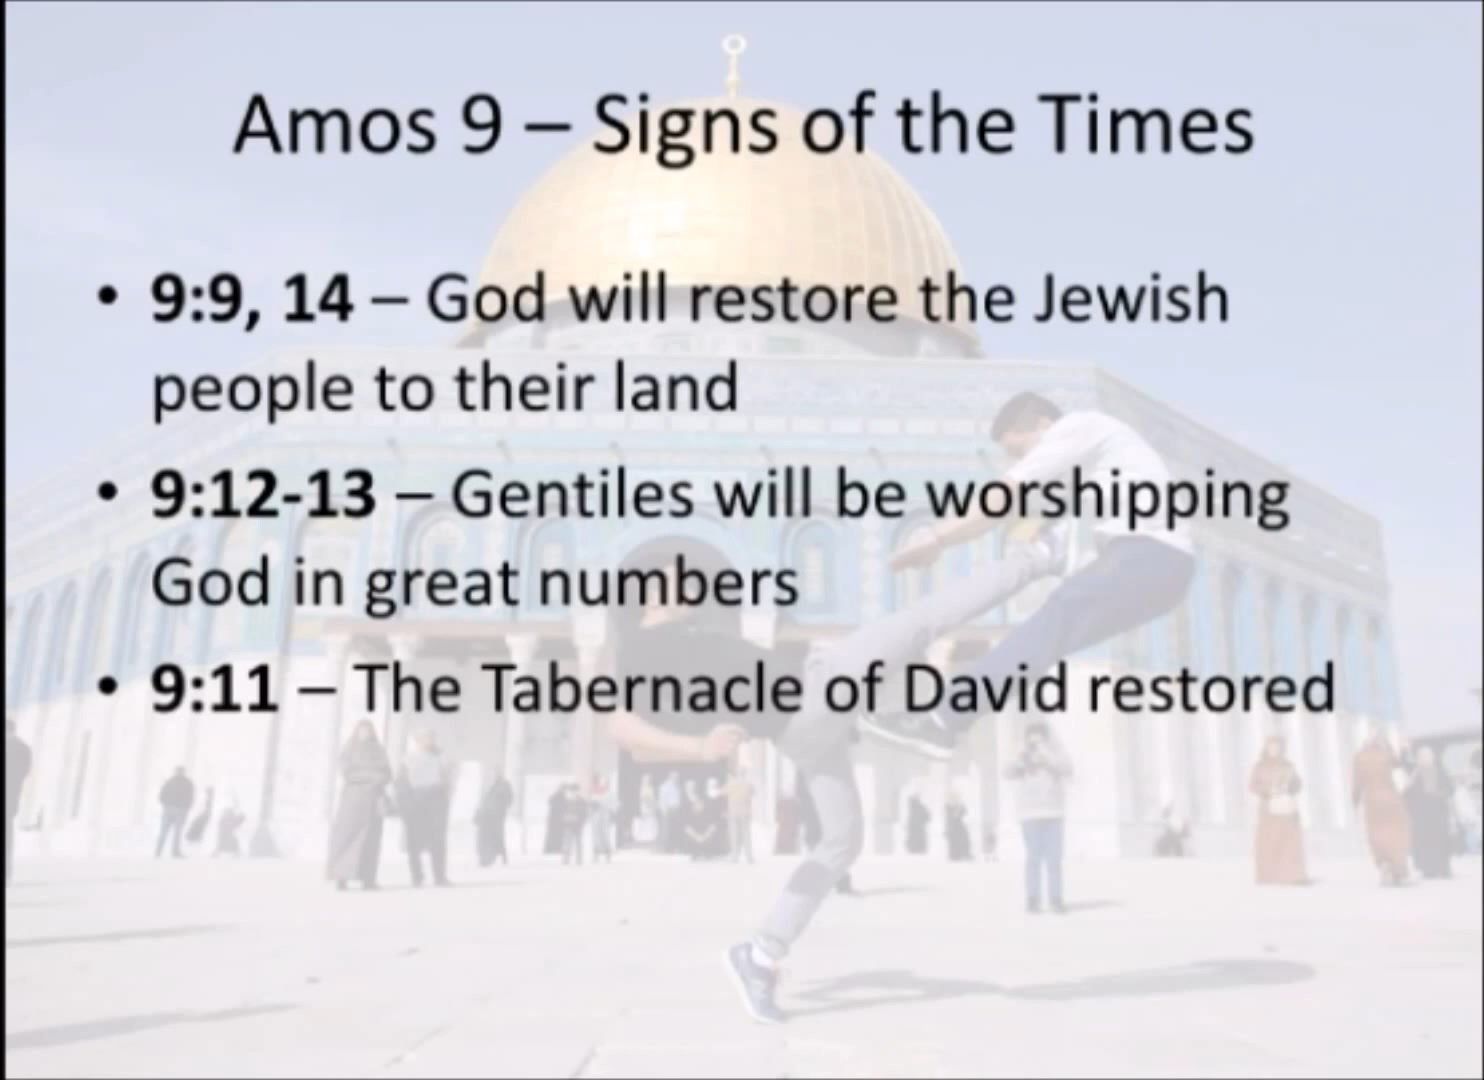 Amos 9 – Signs of the Times
• 9:9, 14 – God will restore the Jewish
people to their land
• 9:12-13 – Gentiles will be worshipping
God in great numbers
• 9:11 – The Tabernacle of David restored